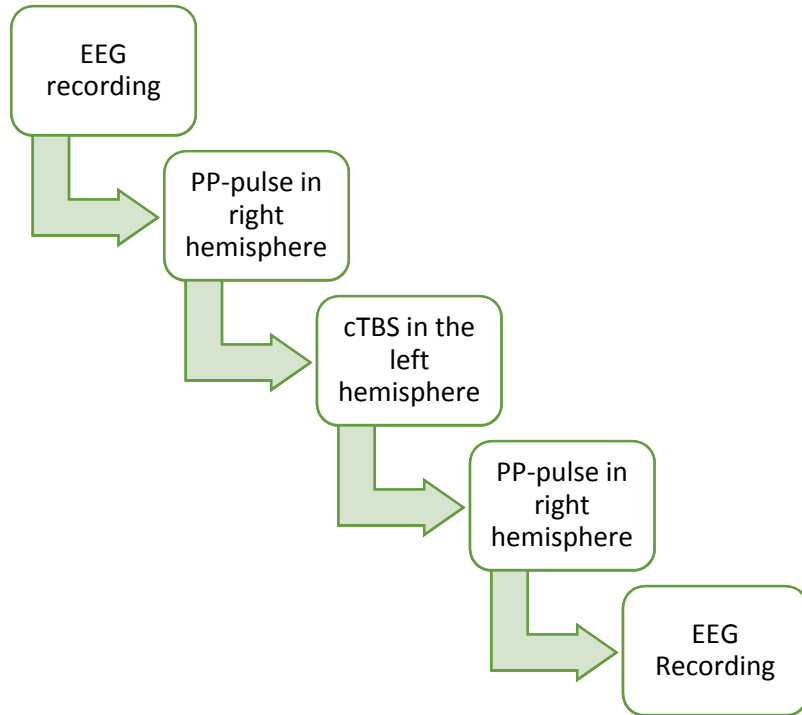 EEG
recording
PP-pulse in
right
hemisphere
cTBS in the
left
hemisphere
PP-pulse in
right
hemisphere
EEG
Recording